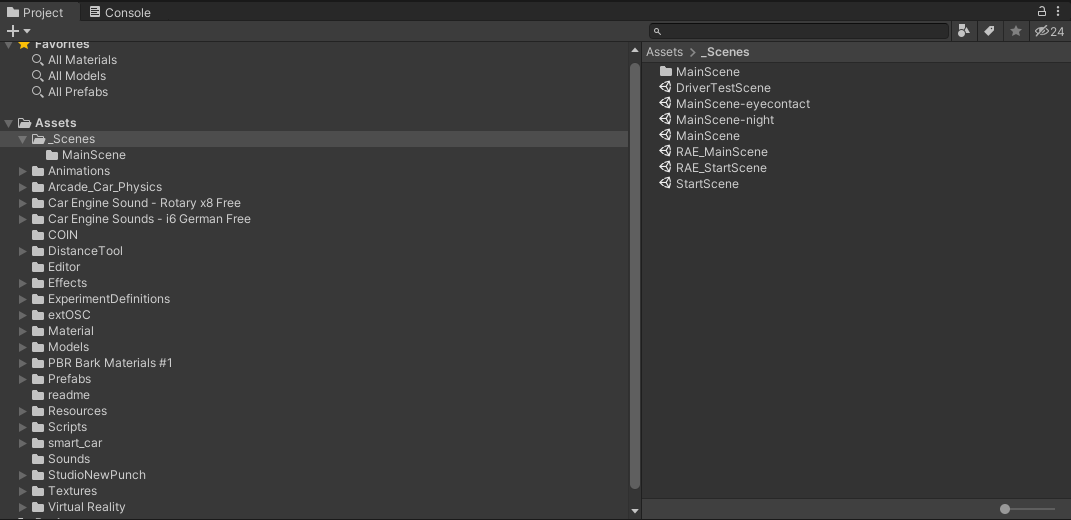 Project
Console
24
Favorites
All Materials
All Models
All Prefabs
Assets
_Scenes
MainScene
Animations
Arcade_Car_Physics
Car Engine Sound - Rotary x8 Free
Car Engine Sounds - i6 German Free
COIN
DistanceTool
Editor
Effects
ExperimentDefinitions
extOSC
Material
Models
PBR Bark Materials #1
Prefabs
readme
Resources
Scripts
smart_car
Sounds
StudioNewPunch
Textures
Virtual Reality
Assets > _Scenes
MainScene
DriverTestScene
MainScene-eyecontact
MainScene-night
MainScene
RAE_MainScene
RAE_StartScene
StartScene